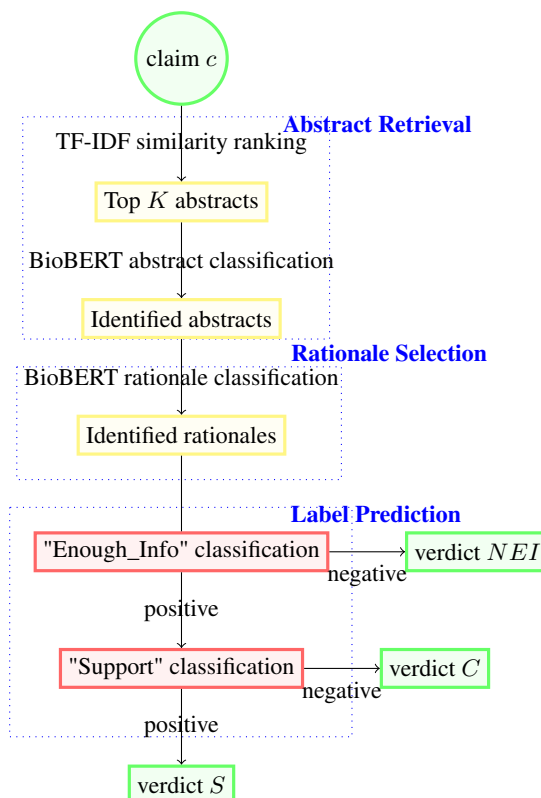 claim c
Abstract Retrieval
TF-IDF similarity ranking
Top K abstracts
BioBERT abstract classification
Identified abstracts
Rationale Selection
BioBERT rationale classification
Identified rationales
Label Prediction
"Enough_Info" classification
negative
verdict NEI
positive
"Support" classification
negative
verdict C
positive
verdict S